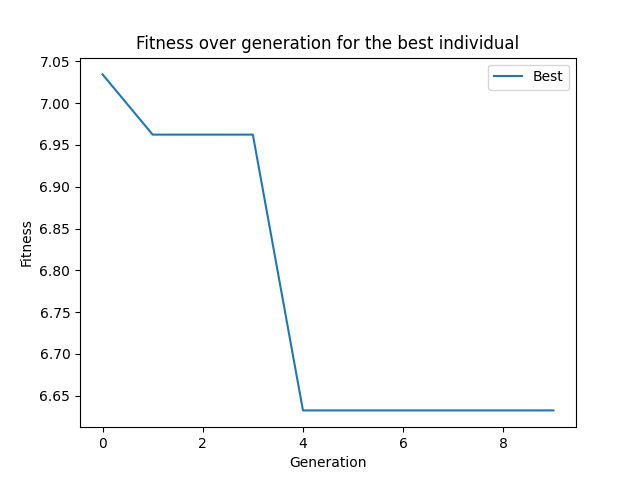 Fitness over generation for the best individual
Best
7.05
7.00
6.95
6.90
6.85
6.80
6.75
6.70
6.65
Fitness
0 2 4 6 8
Generation